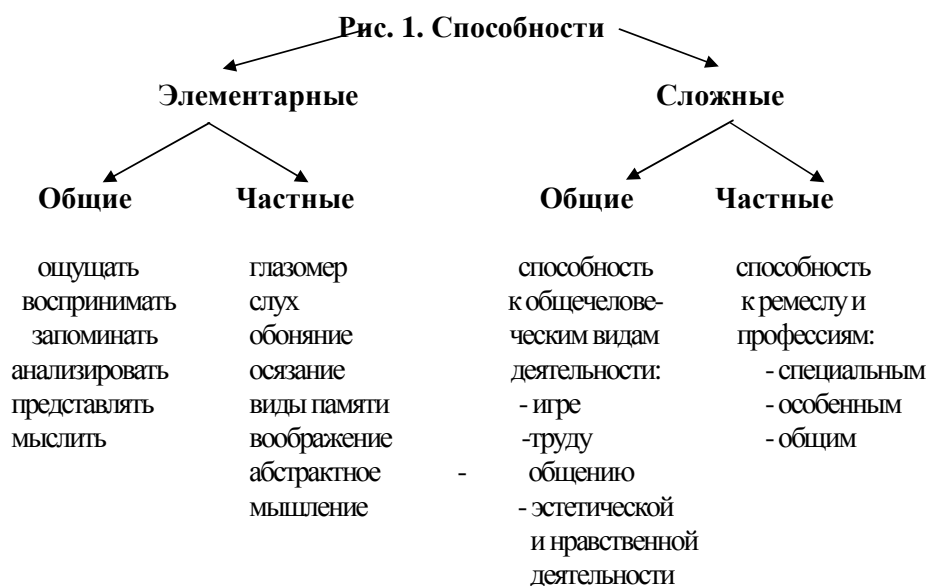 Рис. 1. Способности
Элементарные Сложные
Общие Частные Общие Частные
ощущать глазомер способность способность
воспринимать слух к общечелове- к ремеслу и
запоминать обоняние ческим видам профессиям:
анализировать осязание деятельности: - специальным
представлять виды памяти - игре - особенным
мыслить воображение -труду - общим
абстрактное - общению
мышление - эстетической
и нравственной
деятельности